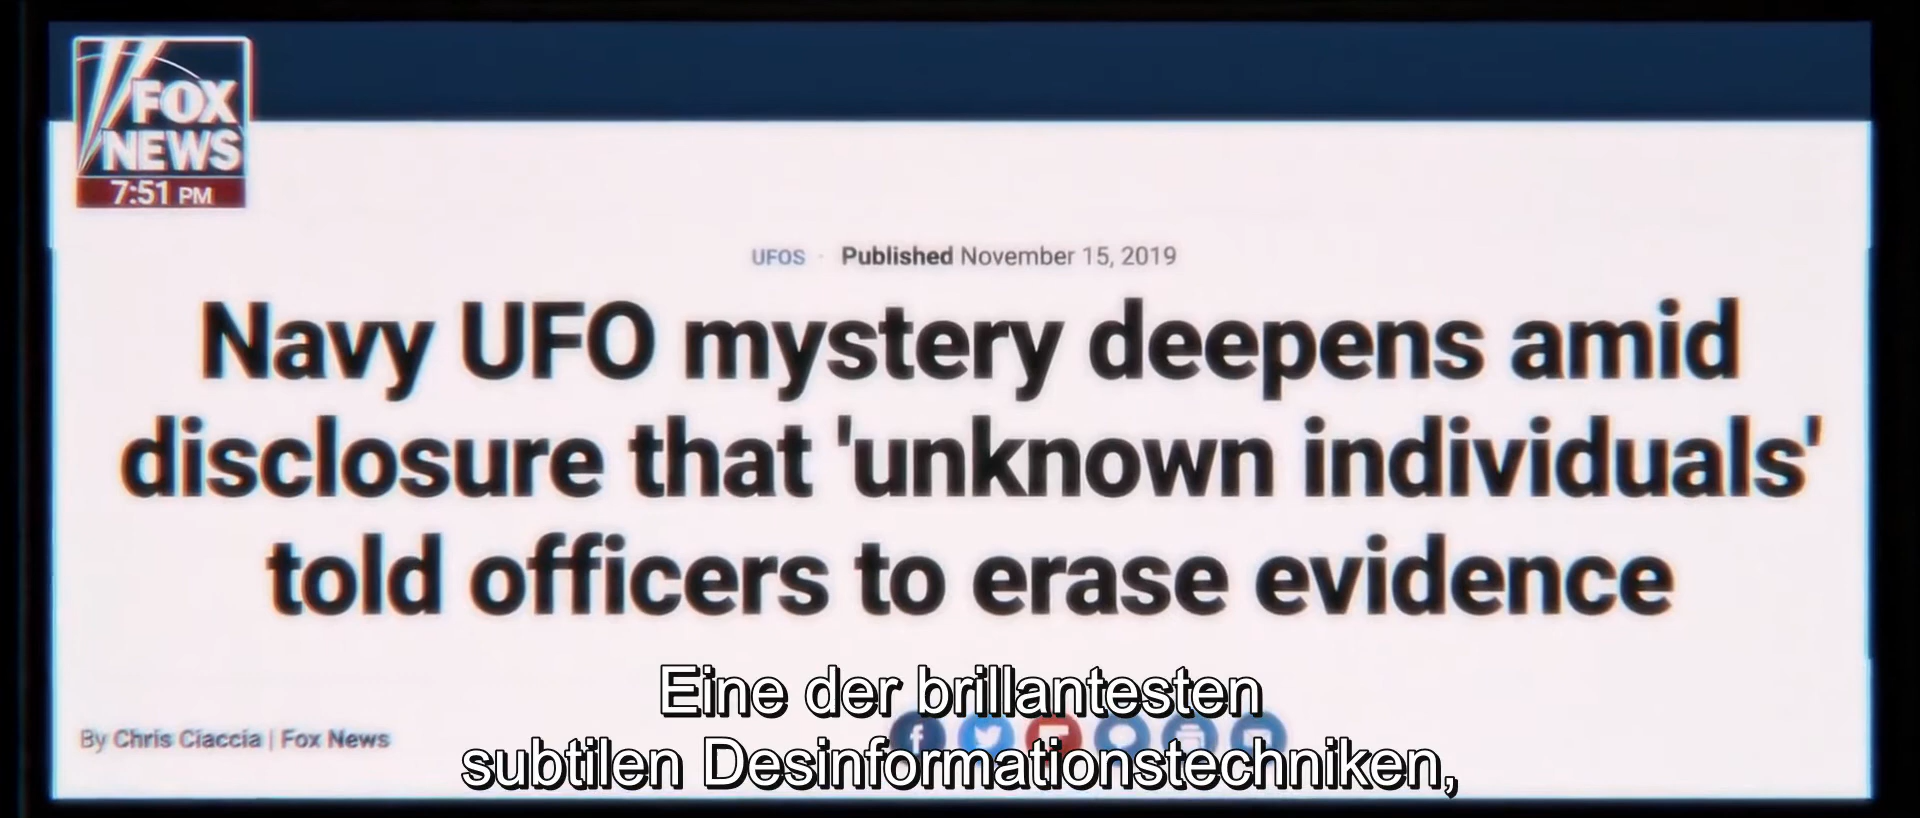 FOX
NEWS
7:51 PM
UFOS · Published November 15, 2019
Navy UFO mystery deepens amid
disclosure that 'unknown individuals'
told officers to erase evidence
By Chris Ciaccia | Fox News
Eine der brillantesten
subtilen Desinformationstechniken,